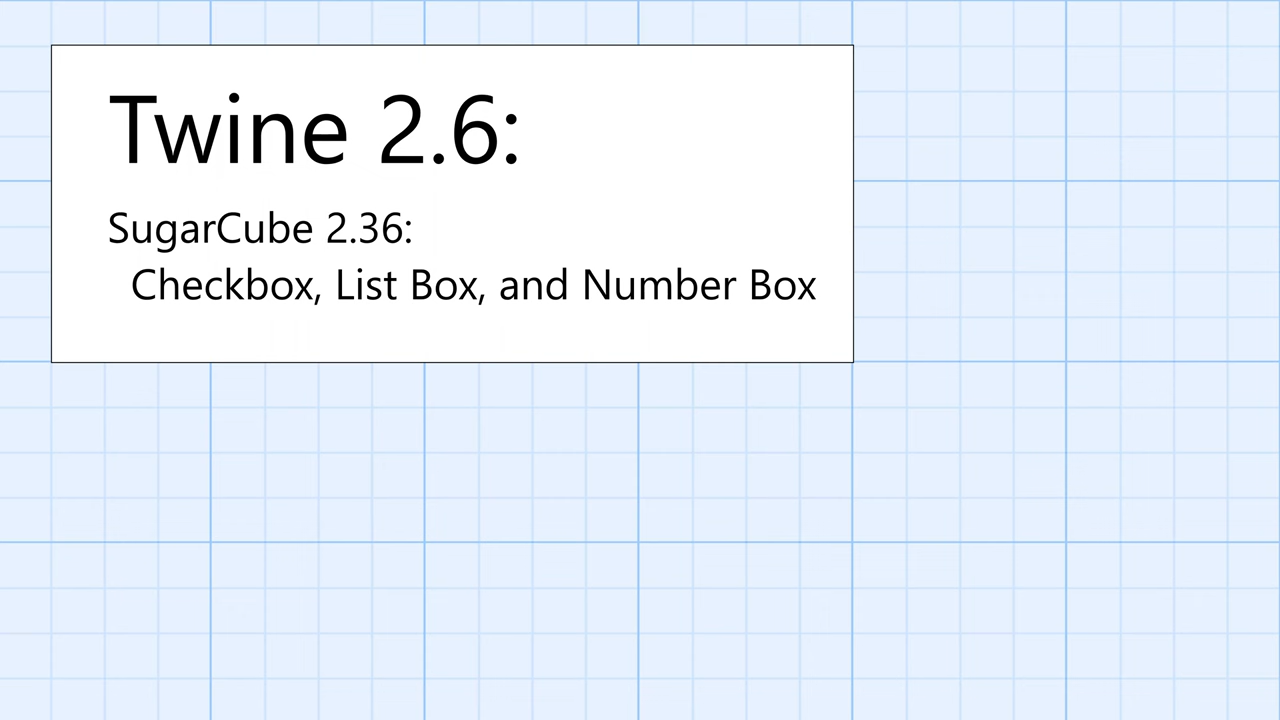 Twine 2.6:
SugarCube 2.36:
Checkbox, List Box, and Number Box